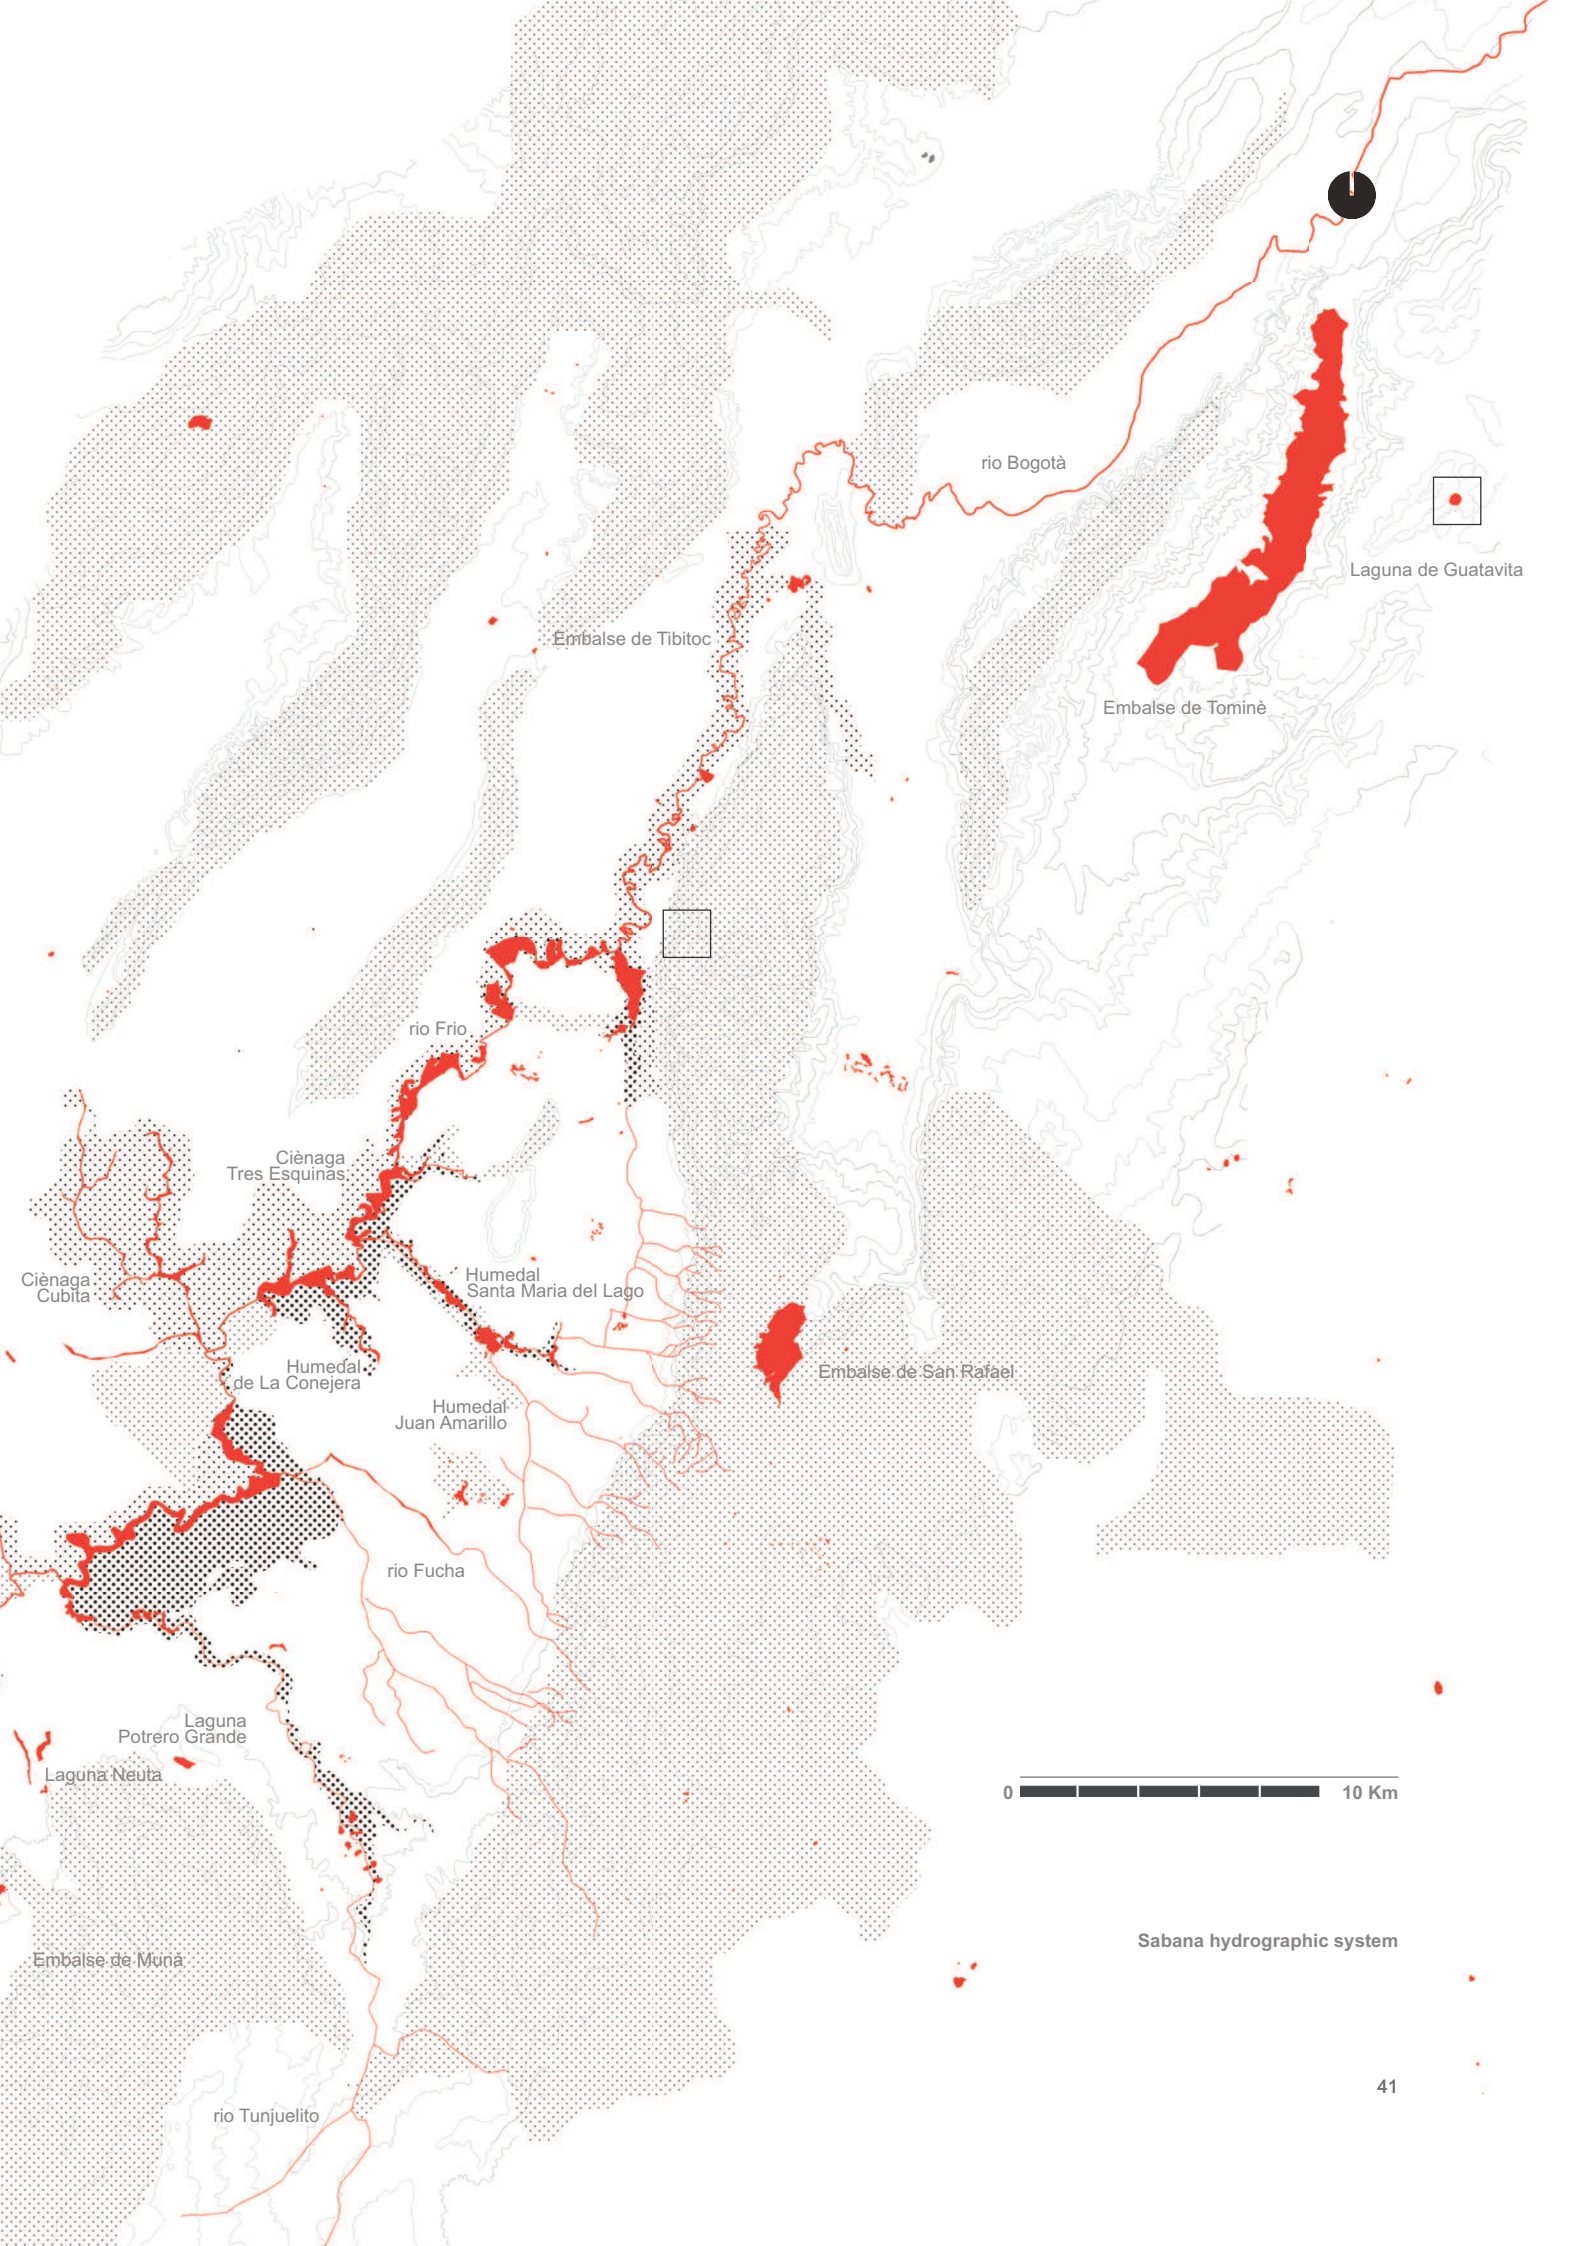 rio Bogotà
Laguna de Guatavita
Embalse de Tibitoc
Embalse de Tominè
rio Frio
Ciènaga
Tres Esquinas
Ciènaga
Cubita
Humedal
Santa Maria del Lago
Humedal
de La Conejera
Embalse de San Rafael
Humedal
Juan Amarillo
rio Fucha
Laguna
Potrero Grande
Laguna Neuta
0 10 Km
Sabana hydrographic system
Embalse de Munà
41
rio Tunjuelito